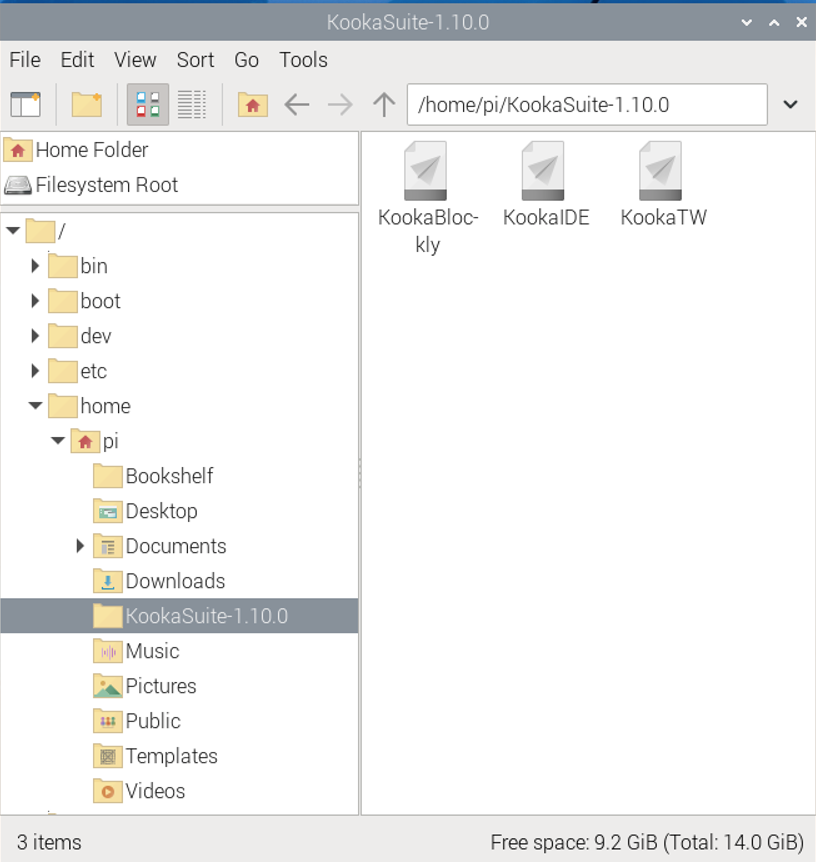 KookaSuite-1.10.0
File Edit View Sort Go Tools
/home/pi/KookaSuite-1.10.0
Home Folder
Filesystem Root
/
bin
boot
dev
etc
home
pi
Bookshelf
Desktop
Documents
Downloads
KookaSuite-1.10.0
Music
Pictures
Public
Templates
Videos
KookaBloc-
kly
KookaIDE
KookaTW
3 items
Free space: 9.2 GiB (Total: 14.0 GiB)